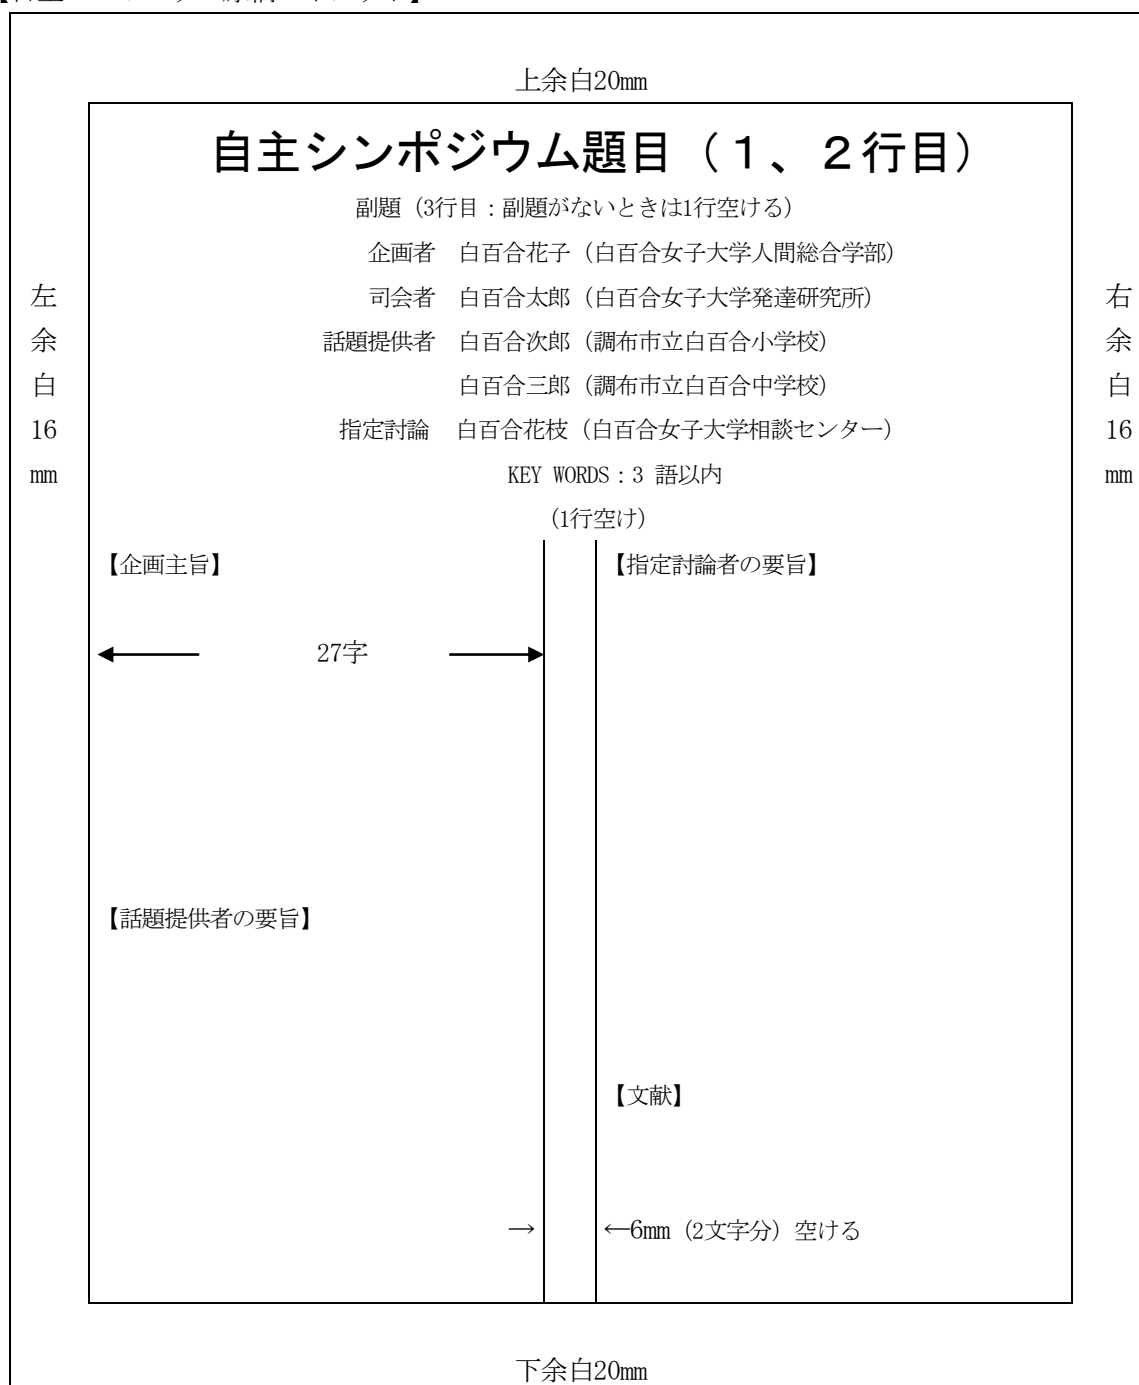 上余白20mm
自主シンポジウム題目（１、２行目）
副題（3行目：副題がないときは1行空ける）
企画者　白百合花子（白百合女子大学人間総合学部）
司会者　白百合太郎（白百合女子大学発達研究所）
話題提供者　白百合次郎（調布市立白百合小学校）
白百合三郎（調布市立白百合中学校）
指定討論　白百合花枝（白百合女子大学相談センター）
KEY WORDS：3 語以内
（1行空け）
左
余
白
16
mm
右
余
白
16
mm
【企画主旨】
27字
【話題提供者の要旨】
【指定討論者の要旨】
【文献】
→　←6mm（2文字分）空ける
下余白20mm